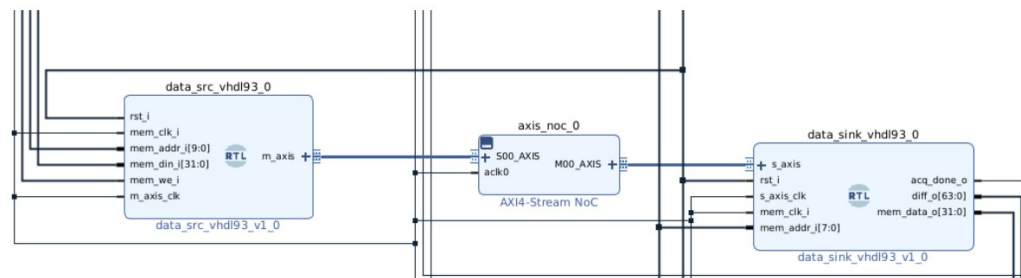 data_src_vhdl93_0
rst_i
mem_clk_i
mem_addr_i[9:0]
mem_din_i[31:0]
mem_we_i
m_axis_clk
RTL
m_axis
data_src_vhdl93_v1_0
axis_noc_0
S00_AXIS
aclk0
M00_AXIS
AXI4-Stream NoC
data_sink_vhdl93_0
s_axis
rst_i
s_axis_clk
mem_clk_i
mem_addr_i[7:0]
RTL
acq_done_o
diff_o[63:0]
mem_data_o[31:0]
data_sink_vhdl93_v1_0